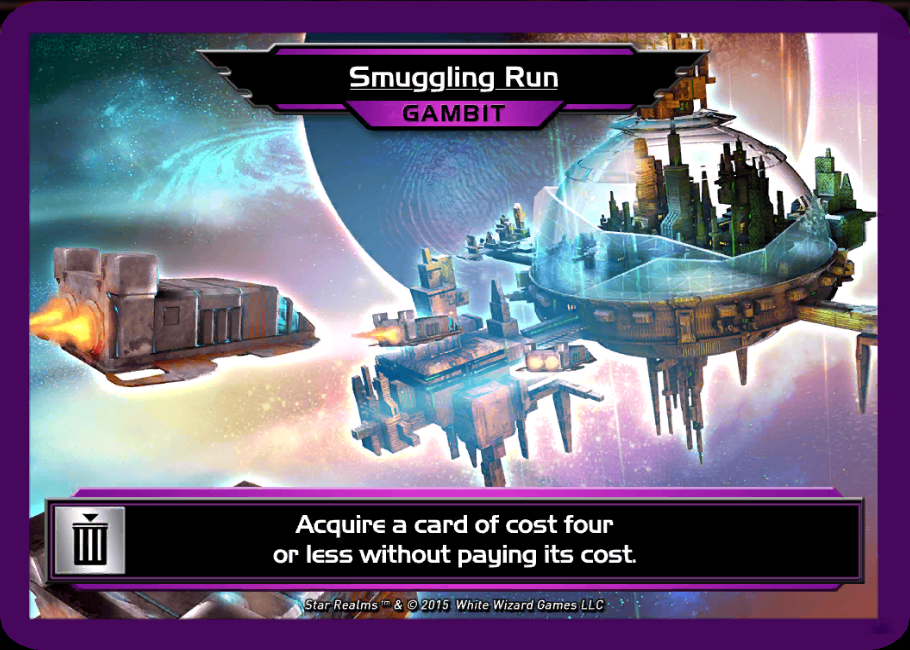 Smuggling Run
GAMBIT
Acquire a card of cost four
or less without paying its cost.
Star Realms™ & © 2015 White Wizard Games LLC